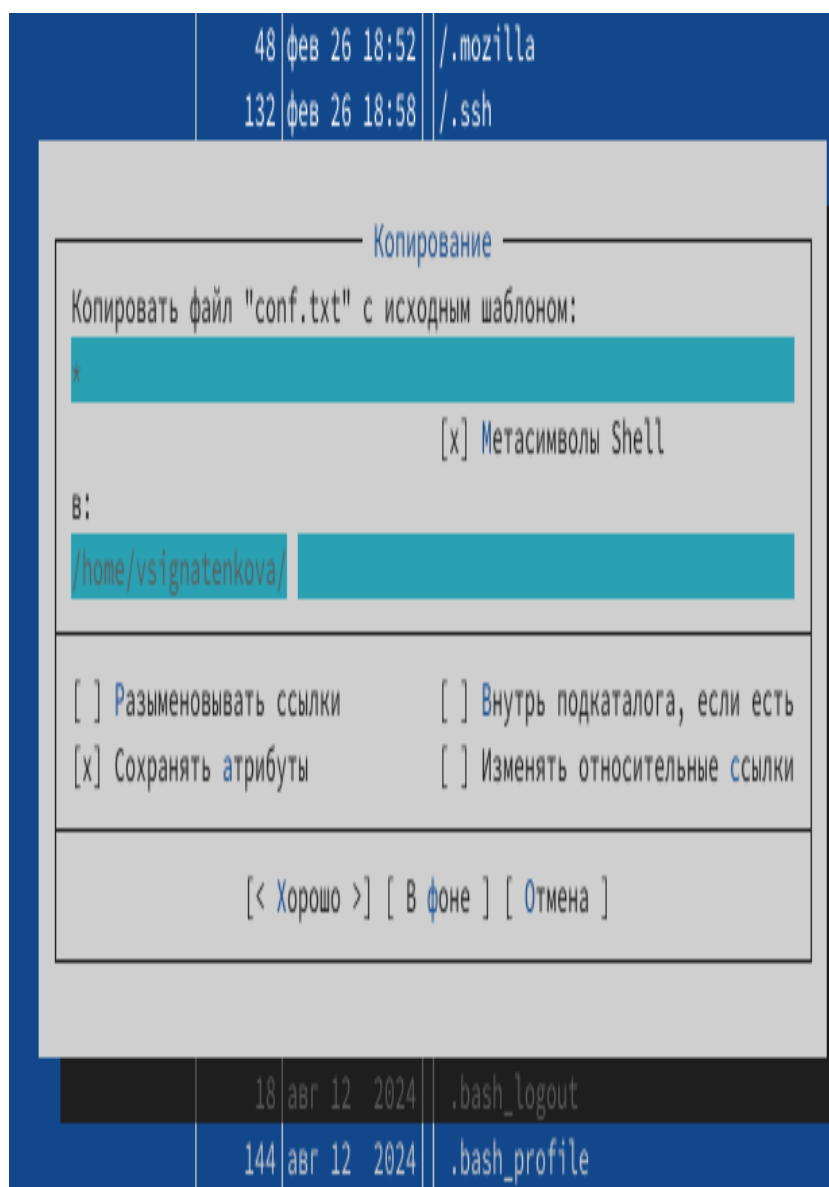 48 фев 26 18:52 /.mozilla
132 фев 26 18:58 /.ssh
Копирование
Копировать файл "conf.txt" с исходным шаблоном:
*
[x] Метасимволы Shell
в:
/home/vsignatenkova/
[ ] Разыменовывать ссылки [ ] Внутрь подкаталога, если есть
[x] Сохранять атрибуты [ ] Изменять относительные ссылки
[< Хорошо >] [ В фоне ] [ Отмена ]
18 авг 12 2024 .bash_logout
144 авг 12 2024 .bash_profile